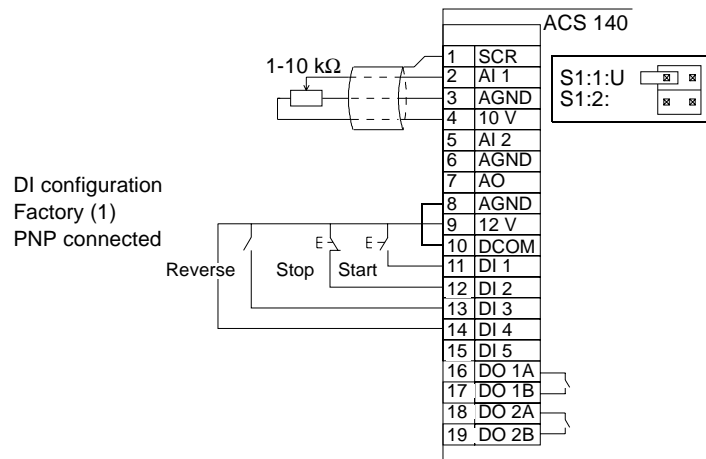 ACS 140
1-10 kΩ
1 SCR
2 AI 1
3 AGND
4 10 V
5 AI 2
6 AGND
7 AO
8 AGND
9 12 V
10 DCOM
11 DI 1
12 DI 2
13 DI 3
14 DI 4
15 DI 5
16 DO 1A
17 DO 1B
18 DO 2A
19 DO 2B
S1:1:U
S1:2:
DI configuration
Factory (1)
PNP connected
Reverse Stop Start